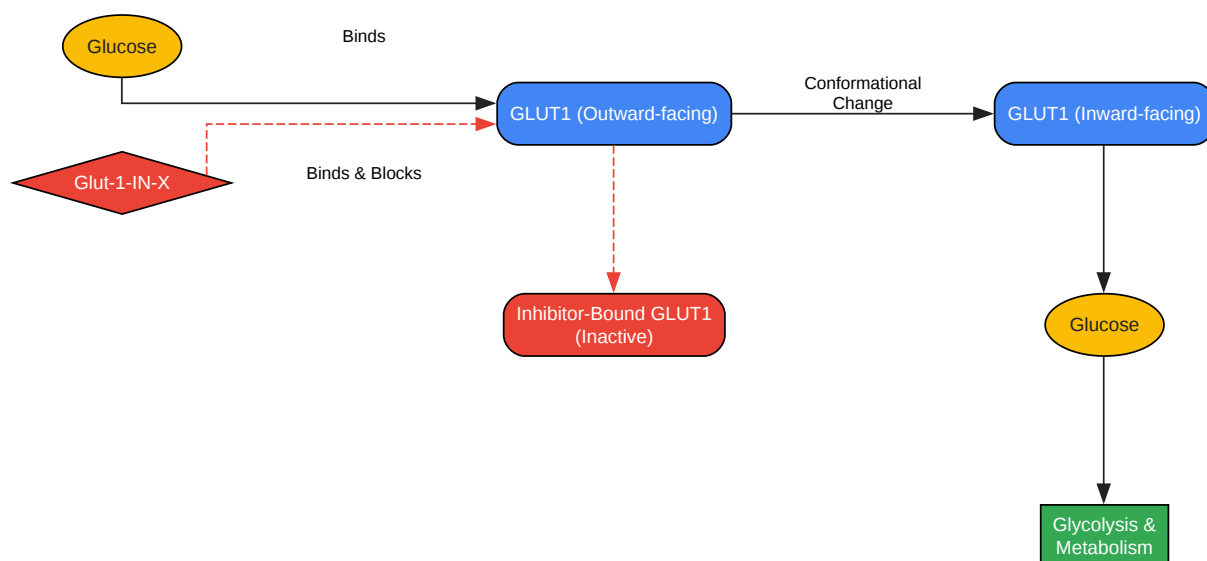 Glucose
Binds
GLUT1 (Outward-facing)
Conformational
Change
GLUT1 (Inward-facing)
Glut-1-IN-X
Binds & Blocks
Inhibitor-Bound GLUT1
(Inactive)
Glucose
Glycolysis &
Metabolism